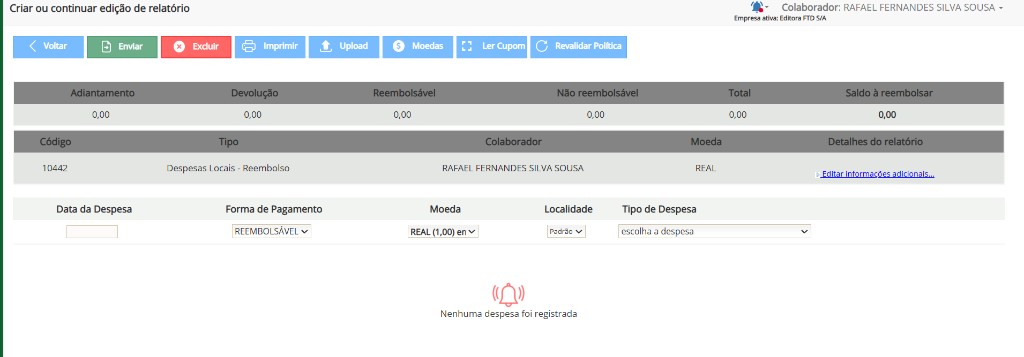 Criar ou continuar edição de relatório
Colaborador: RAFAEL FERNANDES SILVA SOUSA
Empresa ativa: Editora FTD S/A
Voltar Enviar Excluir Imprimir Upload Moedas Ler Cupom Revalidar Política
Adiantamento Devolução Reembolsável Não reembolsável Total Saldo à reembolsar
0,00 0,00 0,00 0,00 0,00 0,00
Código Tipo Colaborador Moeda Detalhes do relatório
10442 Despesas Locais - Reembolso RAFAEL FERNANDES SILVA SOUSA REAL Editar informações adicionais...
Data da Despesa Forma de Pagamento Moeda Localidade Tipo de Despesa
REEMBOLSÁVEL REAL (1,00) en Padrão escolha a despesa
Nenhuma despesa foi registrada